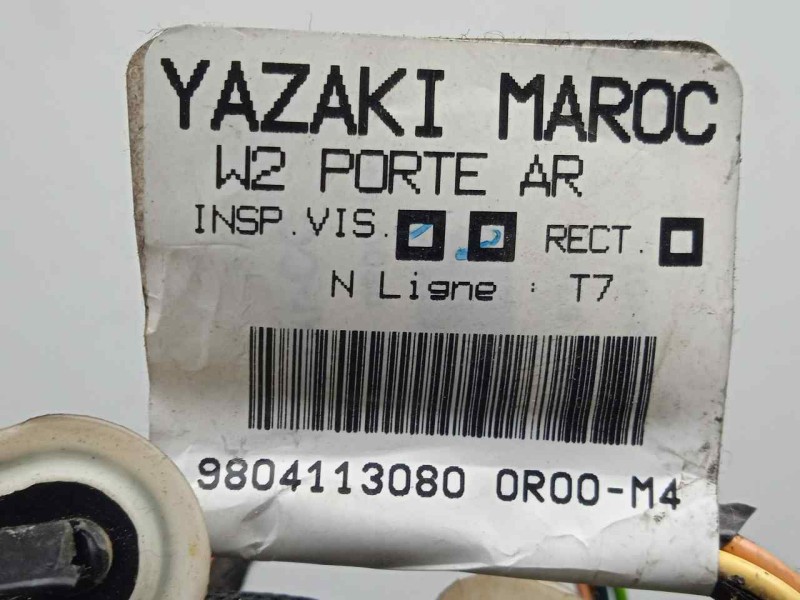 YAZAKI MAROC
W2 PORTE AR
INSP.VIS. RECT.
N Ligne : T7
9804113080 0R00-M4